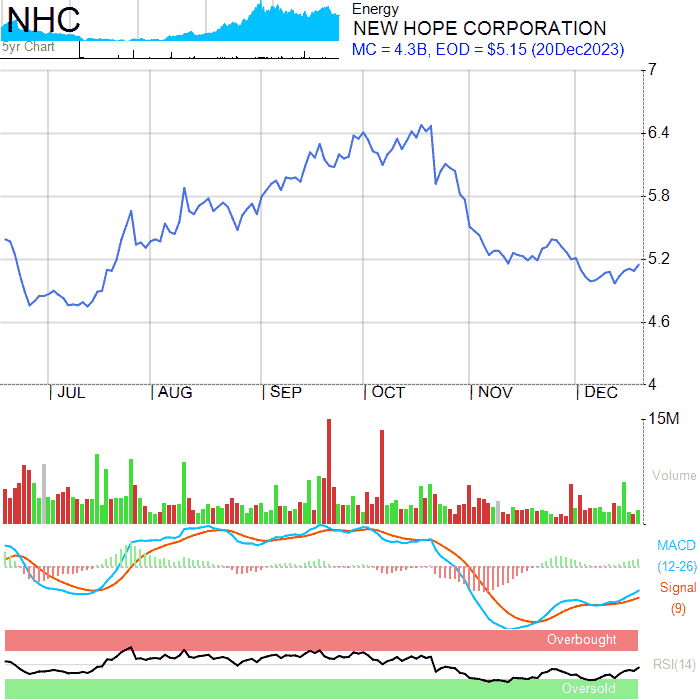 NHC
5yr Chart
Energy
NEW HOPE CORPORATION
MC = 4.3B, EOD = $5.15 (20Dec2023)
7
6.4
5.8
5.2
4.6
4
JUL AUG SEP OCT NOV DEC
15M
Volume
MACD
(12-26)
Signal
(9)
Overbought
RSI(14)
Oversold